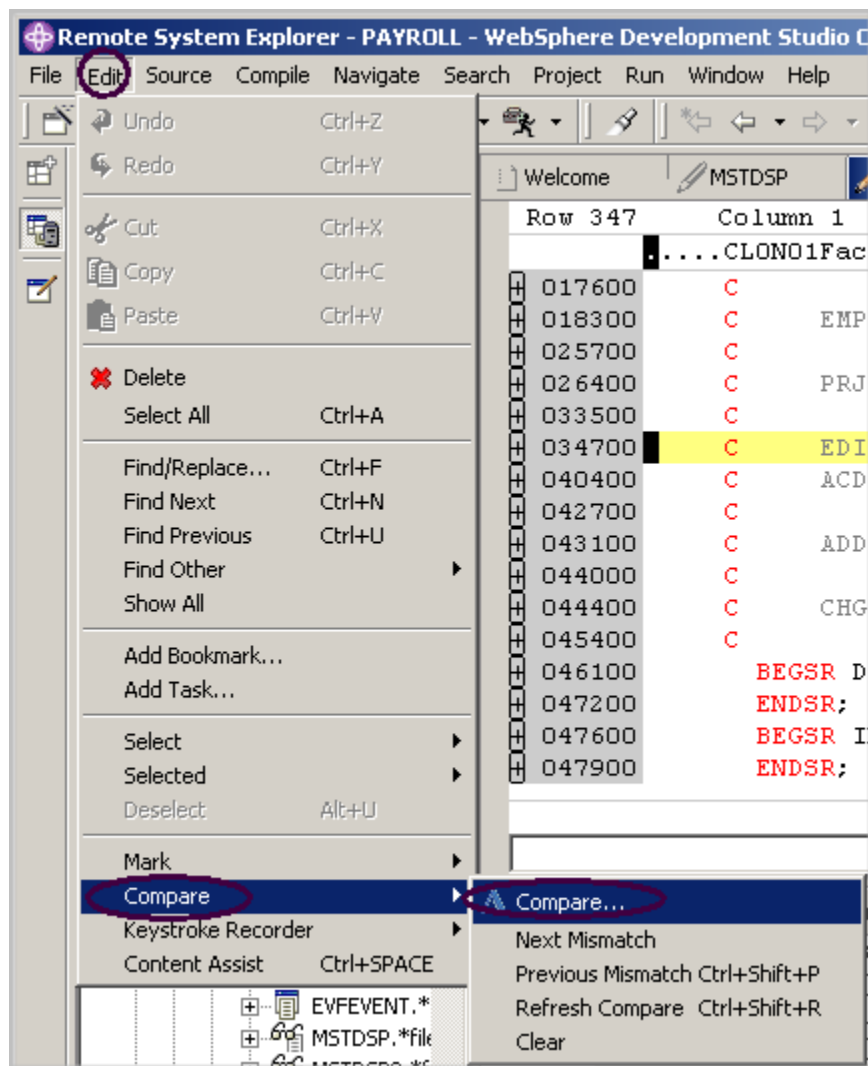 Remote System Explorer - PAYROLL - WebSphere Development Studio C
File Edit Source Compile Navigate Search Project Run Window Help
Undo Ctrl+Z
Redo Ctrl+Y
Cut Ctrl+X
Copy Ctrl+C
Paste Ctrl+V
Delete
Select All Ctrl+A
Find/Replace... Ctrl+F
Find Next Ctrl+N
Find Previous Ctrl+U
Find Other
Show All
Add Bookmark...
Add Task...
Select
Selected
Deselect Alt+U
Mark
Compare
Keystroke Recorder
Content Assist Ctrl+SPACE
Compare...
Next Mismatch
Previous Mismatch Ctrl+Shift+P
Refresh Compare Ctrl+Shift+R
Clear
Welcome MSTDSP
Row 347 Column 1
.....CL0N01Fac
017600 C
018300 C EMP
025700 C
026400 C PRJ
033500 C
034700 C EDI
040400 C ACD
042700 C
043100 C ADD
044000 C
044400 C CHG
045400 C
046100 BEGSR D
047200 ENDSR;
047600 BEGSR I
047900 ENDSR;
EVFEVENT.*
MSTDSP.*file